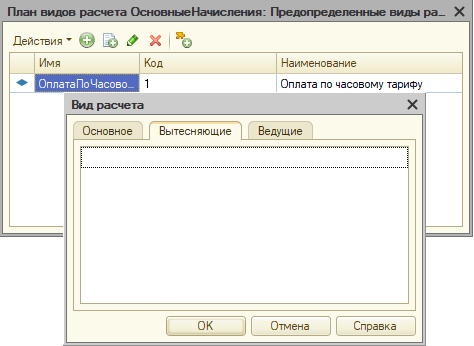 План видов расчета ОсновныеНачисления: Предопределенные виды ра...
Действия
Имя Код Наименование
ОплатаПоЧасово... 1 Оплата по часовому тарифу
Вид расчета
Основное Вытесняющие Ведущие
OK Отмена Справка